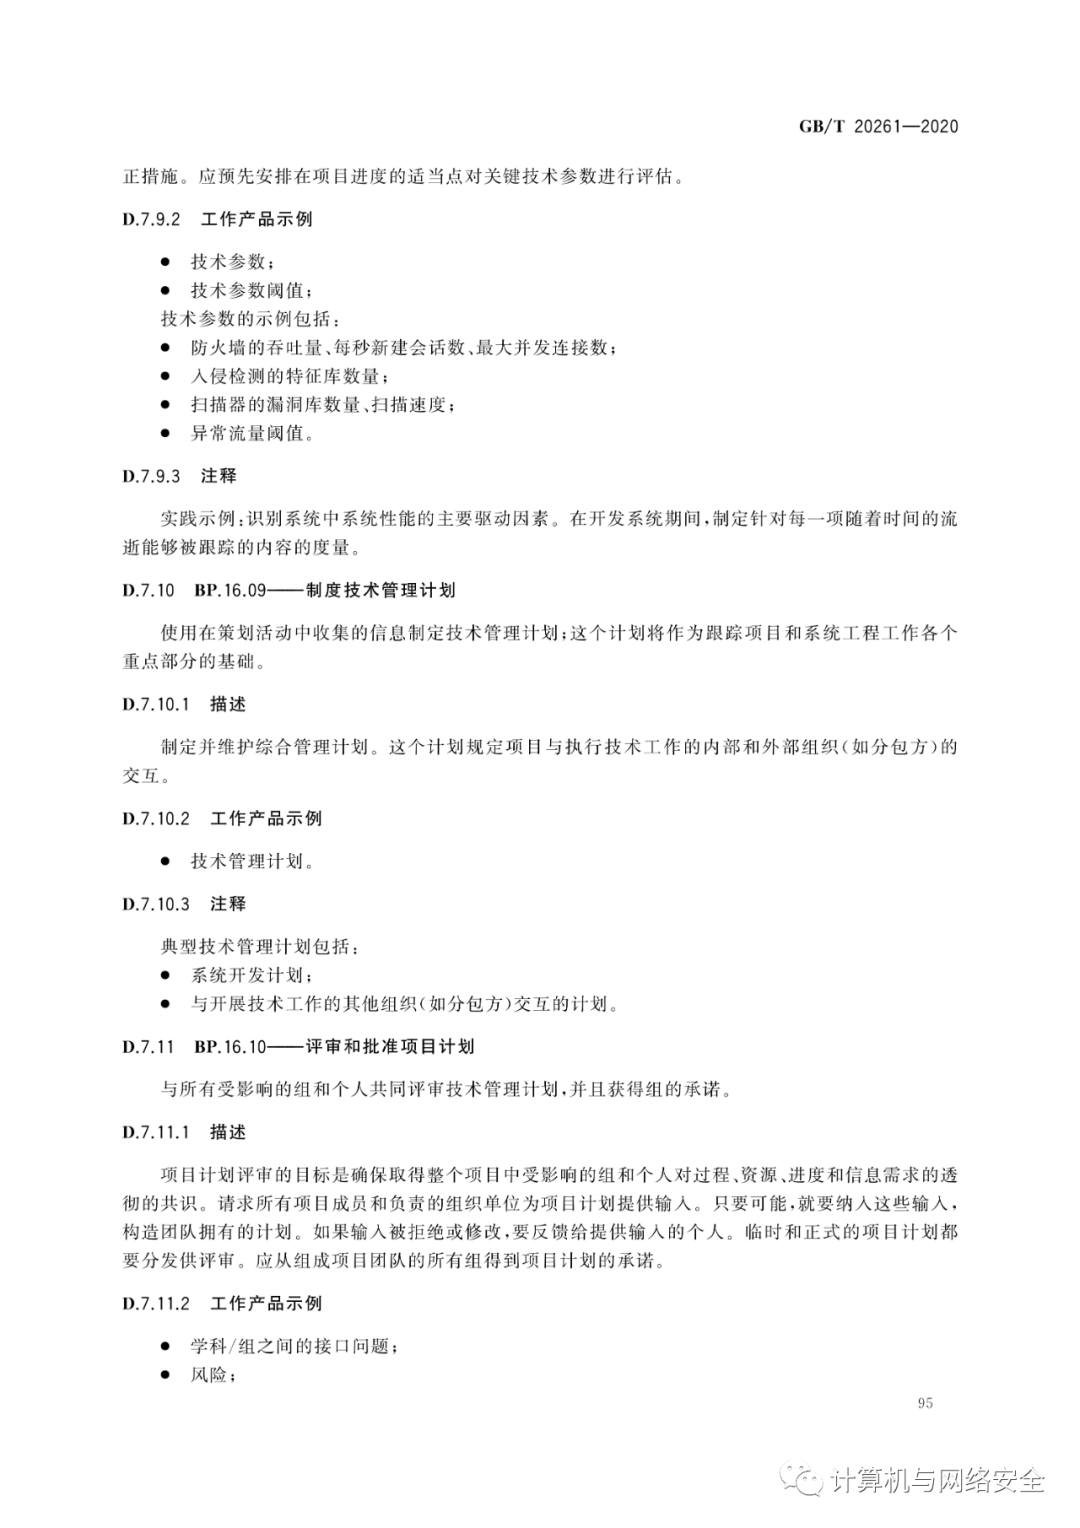 GB/T 20261—2020
正措施。应预先安排在项目进度的适当点对关键技术参数进行评估。
D.7.9.2 工作产品示例
● 技术参数;
● 技术参数阈值;
技术参数的示例包括:
● 防火墙的吞吐量、每秒新建会话数、最大并发连接数;
● 入侵检测的特征库数量;
● 扫描器的漏洞库数量、扫描速度;
● 异常流量阈值。
D.7.9.3 注释
实践示例:识别系统中系统性能的主要驱动因素。在开发系统期间,制定针对每一项随着时间的流
逝能够被跟踪的内容的度量。
D.7.10 BP.16.09——制度技术管理计划
使用在策划活动中收集的信息制定技术管理计划;这个计划将作为跟踪项目和系统工程工作各个
重点部分的基础。
D.7.10.1 描述
制定并维护综合管理计划。这个计划规定项目与执行技术工作的内部和外部组织(如分包方)的
交互。
D.7.10.2 工作产品示例
● 技术管理计划。
D.7.10.3 注释
典型技术管理计划包括:
● 系统开发计划;
● 与开展技术工作的其他组织(如分包方)交互的计划。
D.7.11 BP.16.10——评审和批准项目计划
与所有受影响的组和个人共同评审技术管理计划,并且获得组的承诺。
D.7.11.1 描述
项目计划评审的目标是确保取得整个项目中受影响的组和个人对过程、资源、进度和信息需求的透
彻的共识。请求所有项目成员和负责的组织单位为项目计划提供输入。只要可能,就要纳入这些输入,
构造团队拥有的计划。如果输入被拒绝或修改,要反馈给提供输入的个人。临时和正式的项目计划都
要分发供评审。应从组成项目团队的所有组得到项目计划的承诺。
D.7.11.2 工作产品示例
● 学科/组之间的接口问题;
● 风险;
95
计算机与网络安全